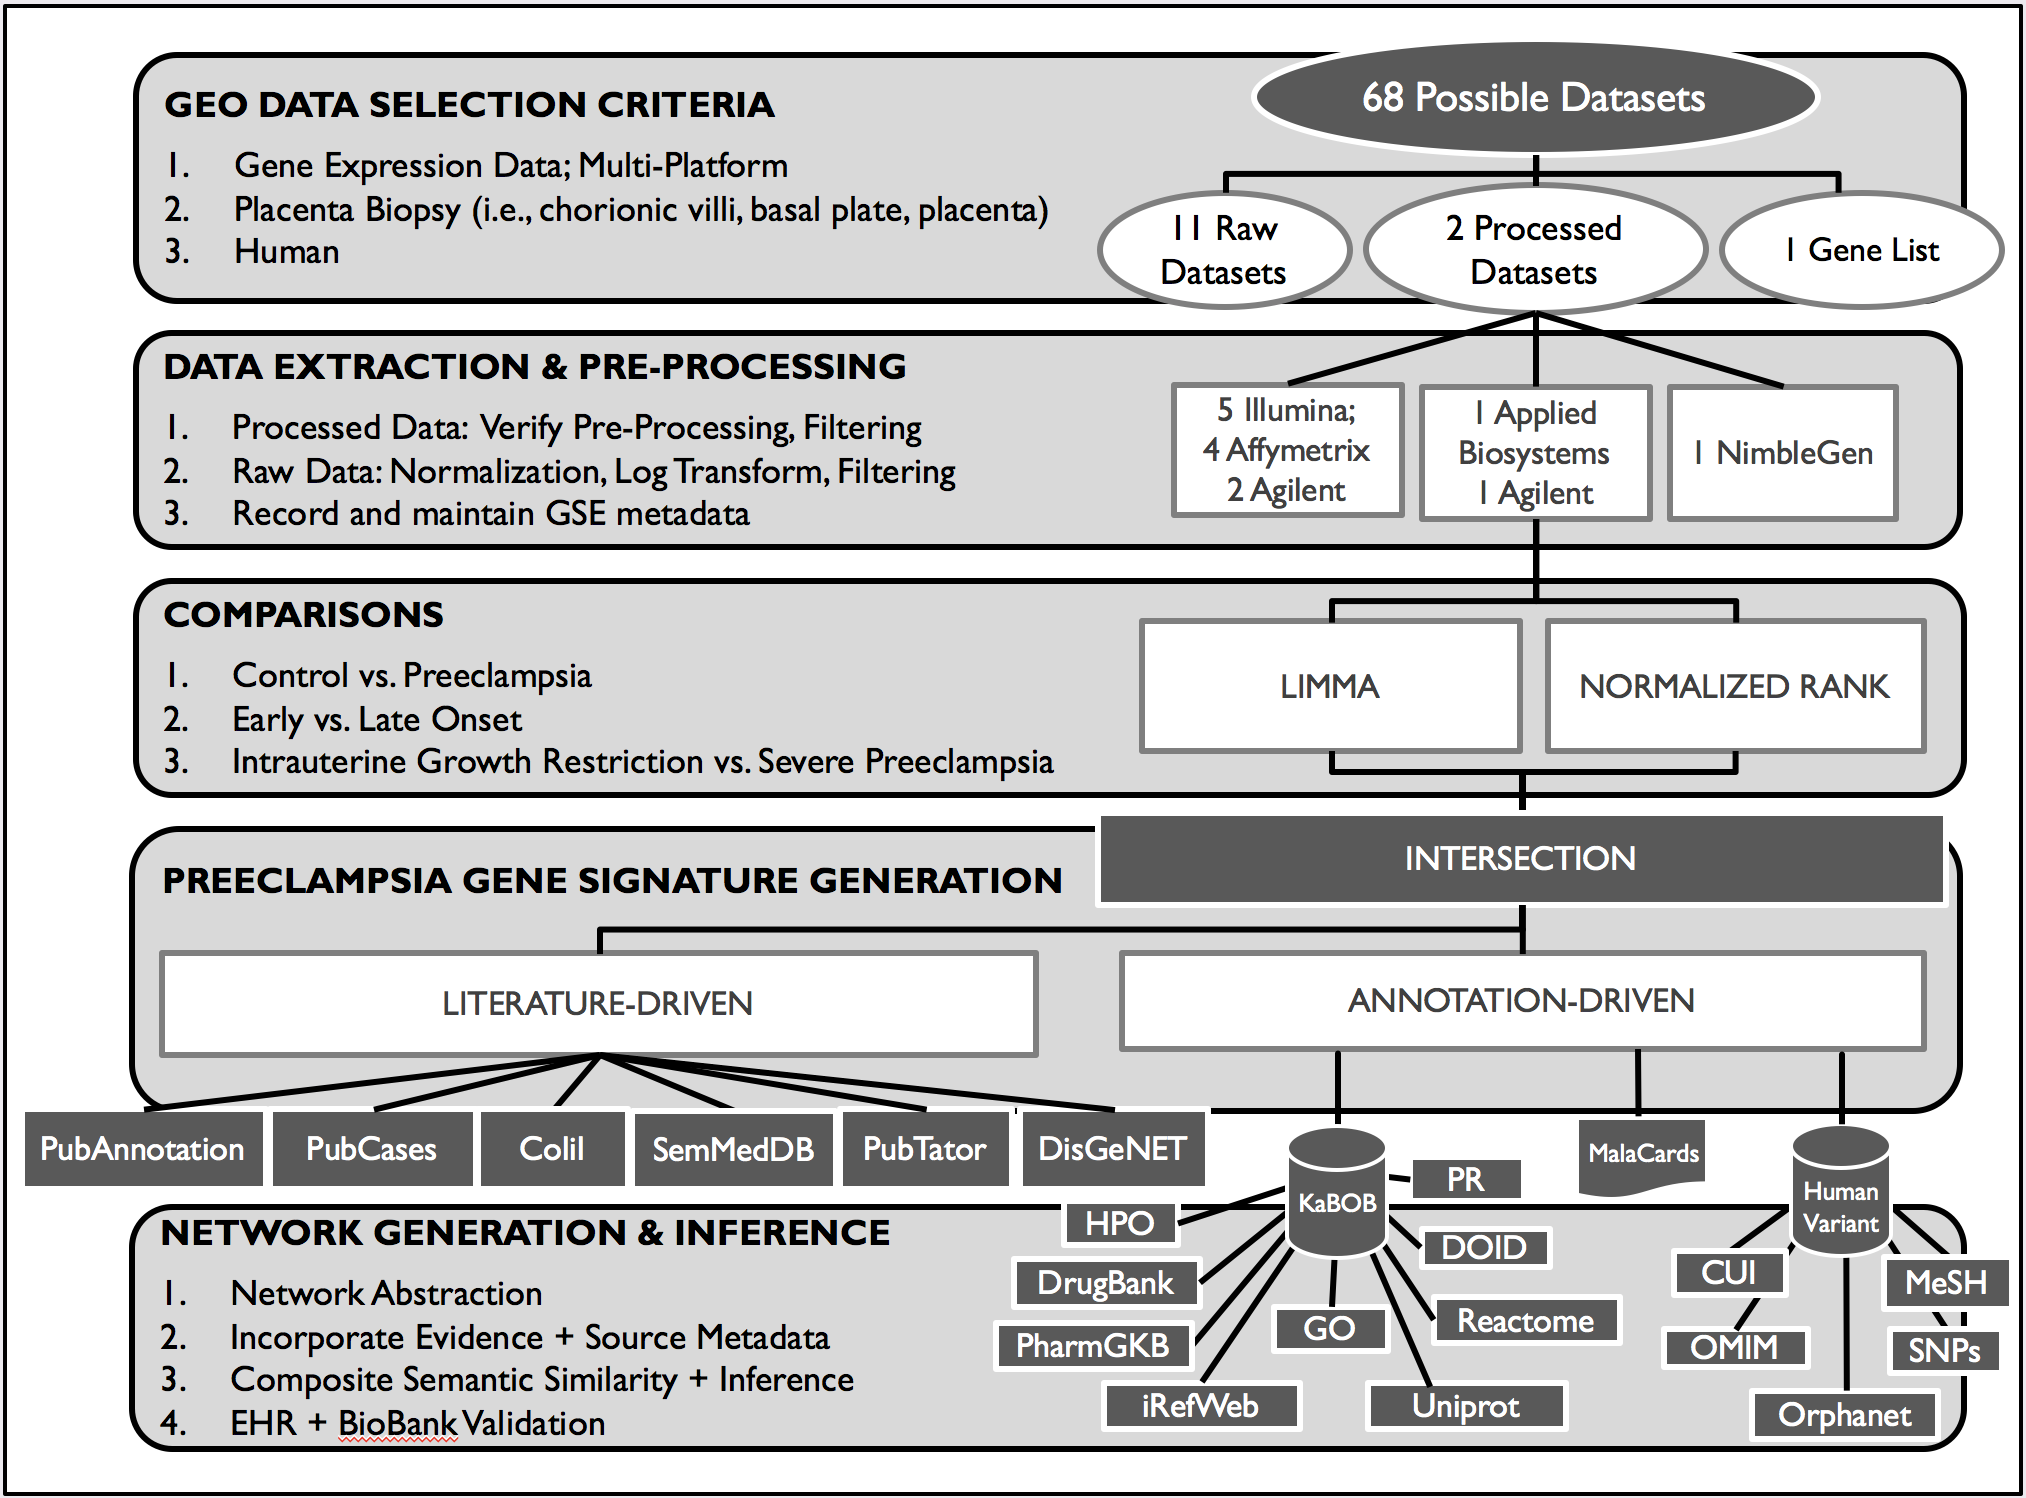 68 Possible Datasets
GEO DATA SELECTION CRITERIA
1. Gene Expression Data; Multi-Platform
2. Placenta Biopsy (i.e., chorionic villi, basal plate, placenta)
3. Human
11 Raw
Datasets
2 Processed
Datasets
1 Gene List
DATA EXTRACTION & PRE-PROCESSING
1. Processed Data: Verify Pre-Processing, Filtering
2. Raw Data: Normalization, Log Transform, Filtering
3. Record and maintain GSE metadata
5 Illumina;
4 Affymetrix
2 Agilent
1 Applied
Biosystems
1 Agilent
1 NimbleGen
COMPARISONS
1. Control vs. Preeclampsia
2. Early vs. Late Onset
3. Intrauterine Growth Restriction vs. Severe Preeclampsia
LIMMA
NORMALIZED RANK
INTERSECTION
PREECLAMPSIA GENE SIGNATURE GENERATION
LITERATURE-DRIVEN
ANNOTATION-DRIVEN
PubAnnotation
PubCases
Colil
SemMedDB
PubTator
DisGeNET
KaBOB
MalaCards
Human
Variant
NETWORK GENERATION & INFERENCE
1. Network Abstraction
2. Incorporate Evidence + Source Metadata
3. Composite Semantic Similarity + Inference
4. EHR + BioBank Validation
PR
HPO
DOID
DrugBank
GO
Reactome
PharmGKB
iRefWeb
Uniprot
CUI
MeSH
OMIM
SNPs
Orphanet